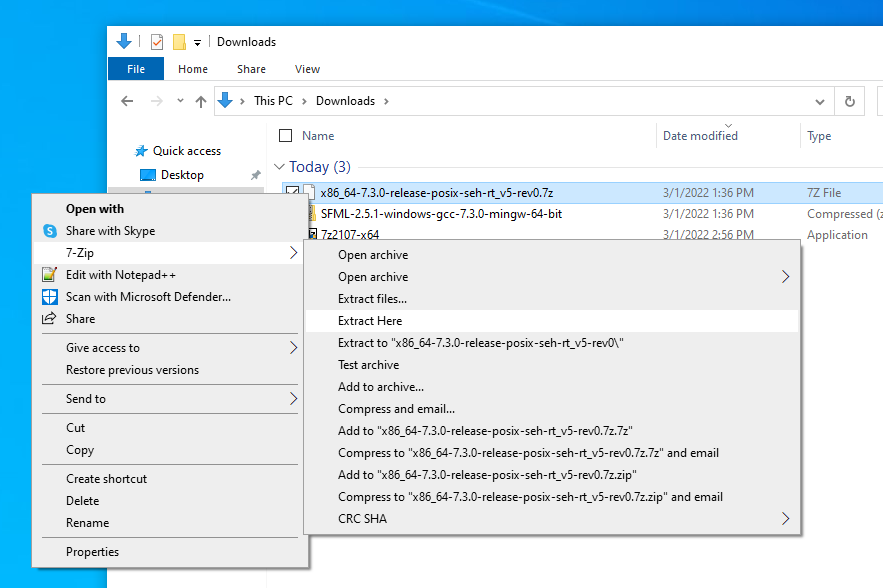 Downloads
File Home Share View
This PC > Downloads >
Name Date modified Type
Quick access
Today (3)
Desktop
x86_64-7.3.0-release-posix-seh-rt_v5-rev0.7z 3/1/2022 1:36 PM 7Z File
SFML-2.5.1-windows-gcc-7.3.0-mingw-64-bit 3/1/2022 1:36 PM Compressed (z
7z2107-x64 3/1/2022 2:56 PM Application
Open with
Share with Skype
7-Zip
Edit with Notepad++
Scan with Microsoft Defender...
Share
Give access to
Restore previous versions
Send to
Cut
Copy
Create shortcut
Delete
Rename
Properties
Open archive
Open archive
Extract files...
Extract Here
Extract to "x86_64-7.3.0-release-posix-seh-rt_v5-rev0\"
Test archive
Add to archive...
Compress and email...
Add to "x86_64-7.3.0-release-posix-seh-rt_v5-rev0.7z.7z"
Compress to "x86_64-7.3.0-release-posix-seh-rt_v5-rev0.7z.7z" and email
Add to "x86_64-7.3.0-release-posix-seh-rt_v5-rev0.7z.zip"
Compress to "x86_64-7.3.0-release-posix-seh-rt_v5-rev0.7z.zip" and email
CRC SHA